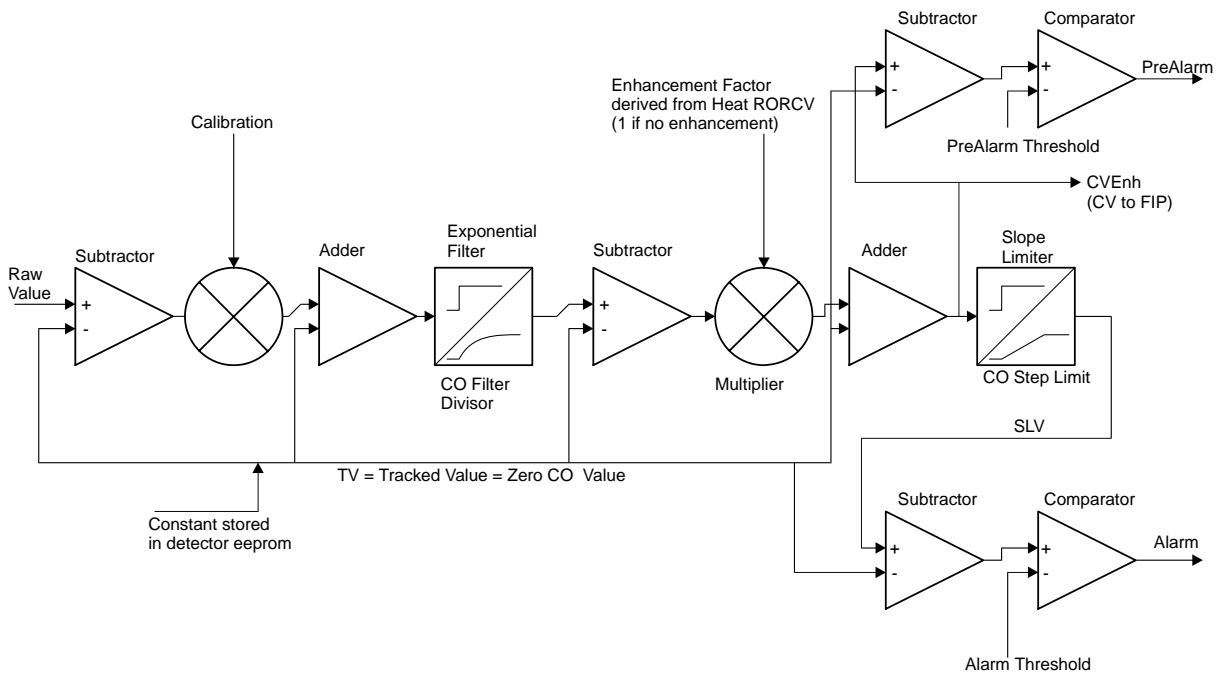 Subtractor
Comparator
+
-
+
-
PreAlarm
PreAlarm Threshold
Enhancement Factor
derived from Heat RORCV
(1 if no enhancement)
Calibration
CVEnh
(CV to FIP)
Raw
Value
Subtractor
+
-
Adder
Exponential
Filter
CO Filter
Divisor
Subtractor
+
-
Multiplier
Adder
Slope
Limiter
CO Step Limit
SLV
TV = Tracked Value = Zero CO Value
Constant stored
in detector eeprom
Subtractor
Comparator
+
-
+
-
Alarm
Alarm Threshold